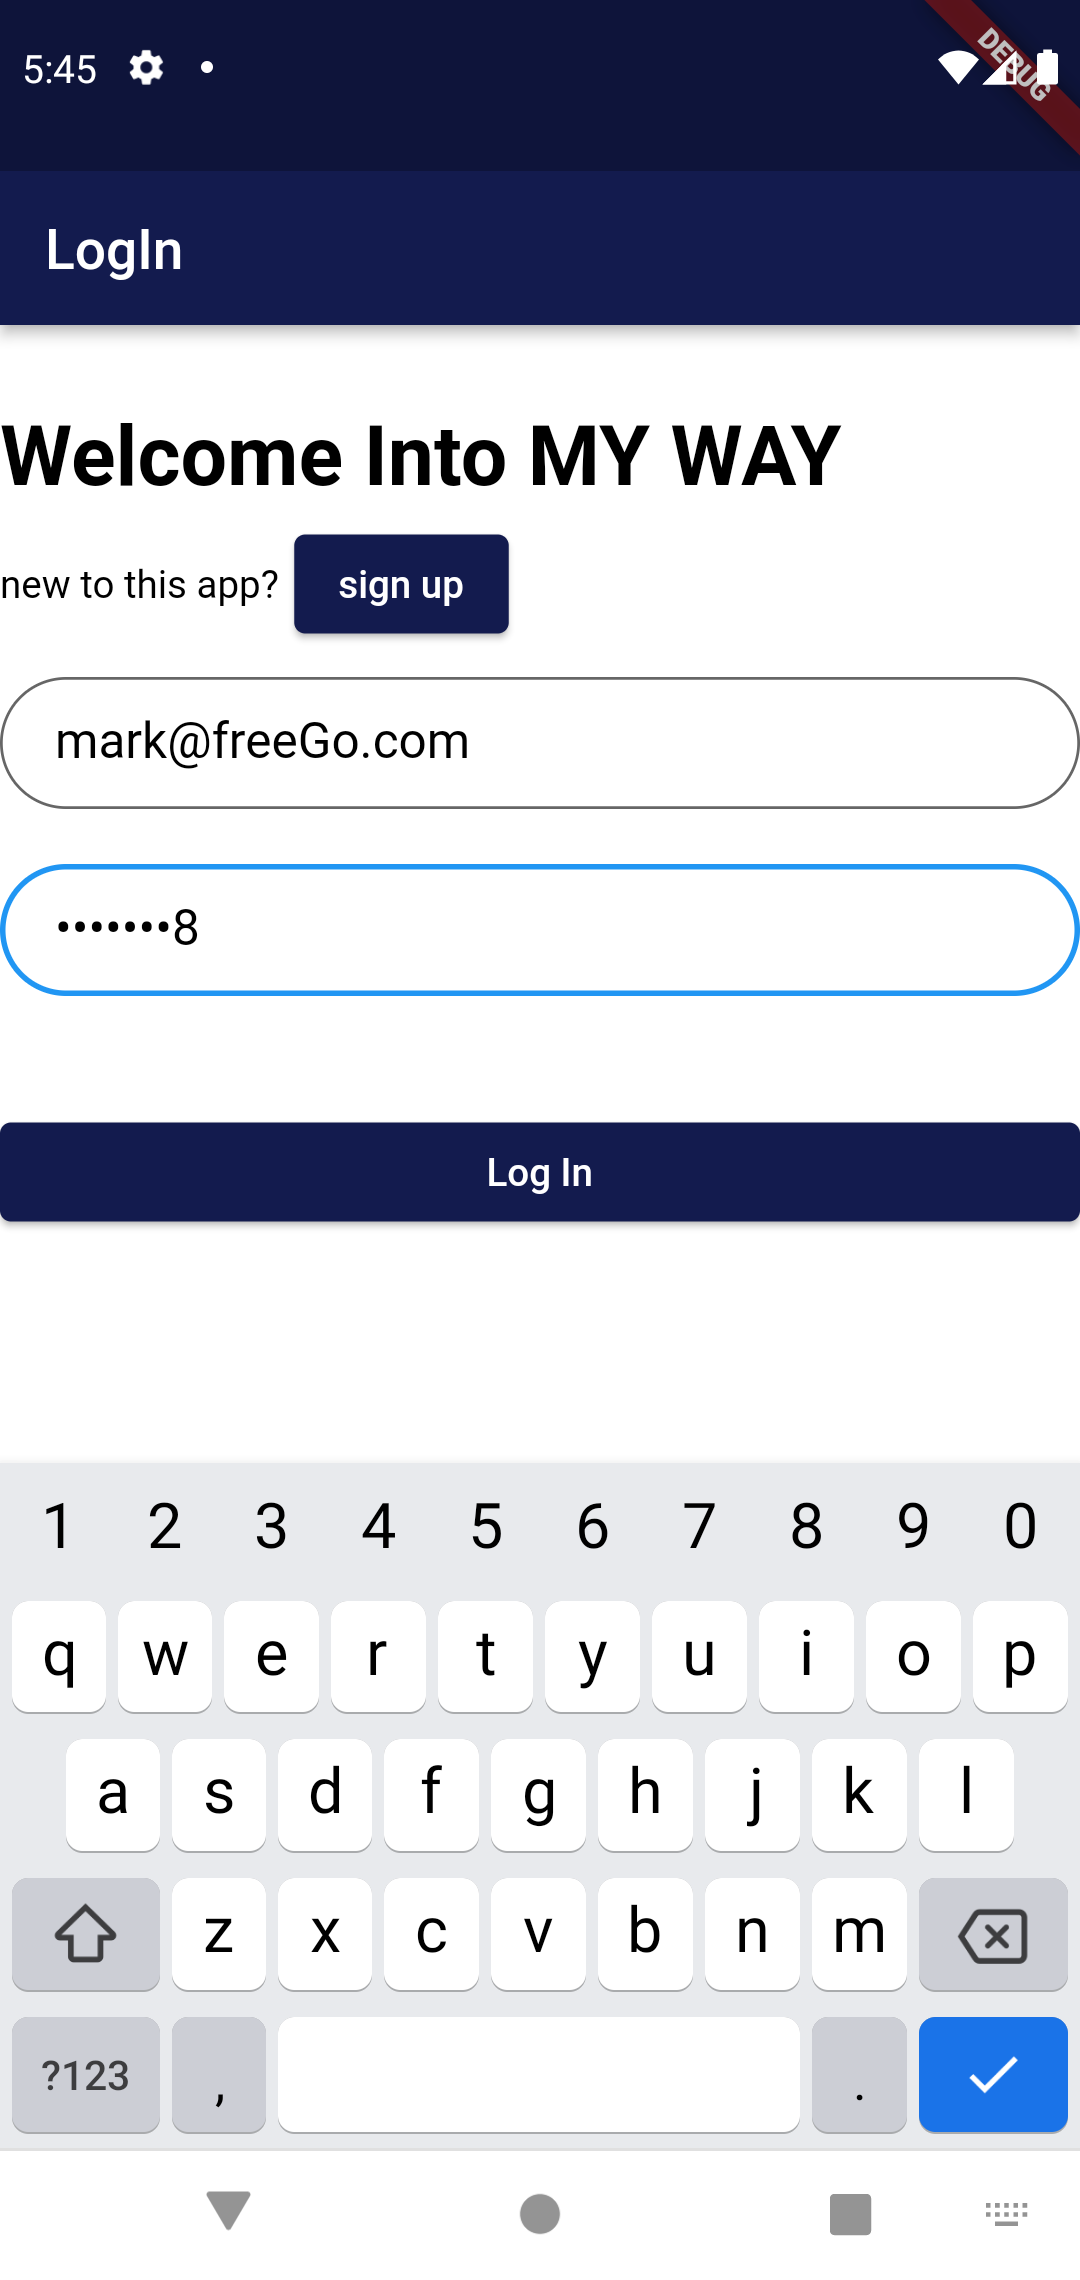 5:45
DEBUG
LogIn
Welcome Into MY WAY
new to this app? sign up
mark@freeGo.com
•••••••8
Log In
1 2 3 4 5 6 7 8 9 0
q w e r t y u i o p
a s d f g h j k l
z x c v b n m
?123 , .